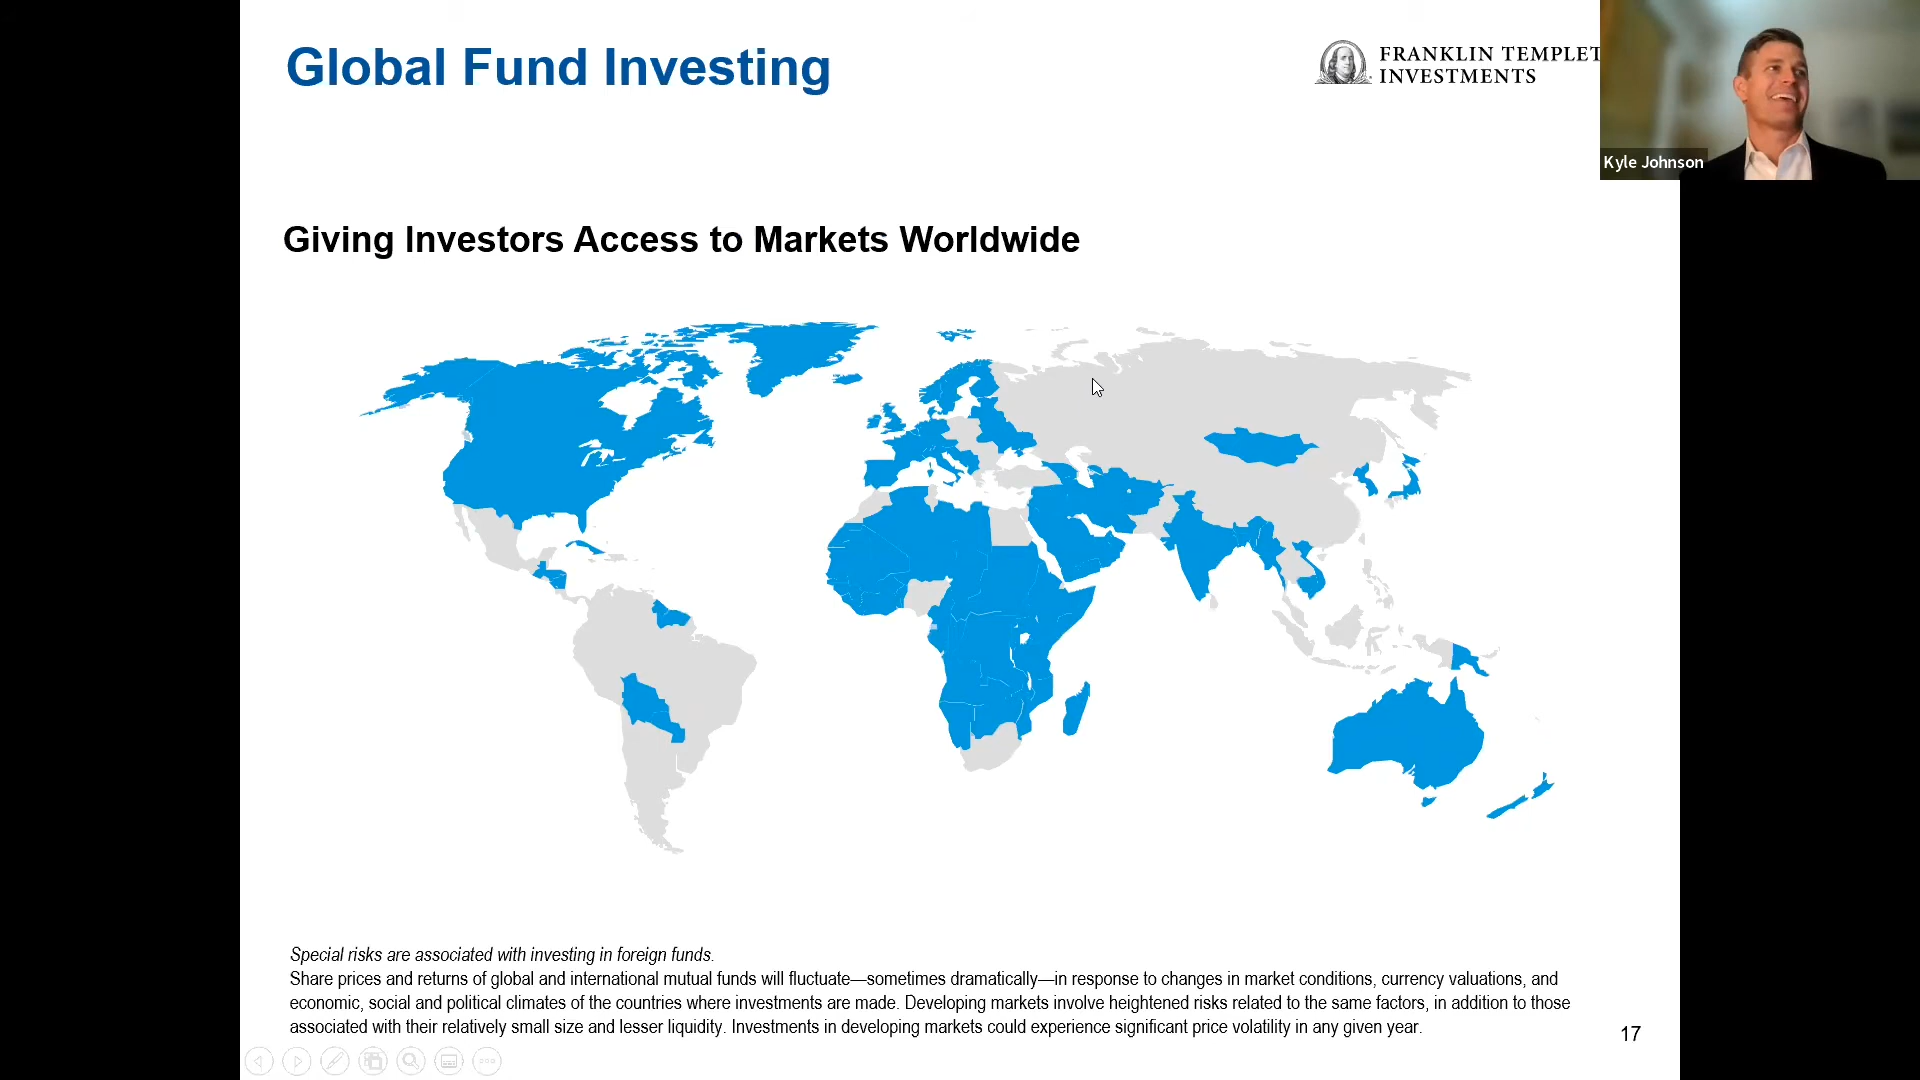 Global Fund Investing
FRANKLIN TEMPLET
INVESTMENTS
Kyle Johnson
Giving Investors Access to Markets Worldwide
Special risks are associated with investing in foreign funds.
Share prices and returns of global and international mutual funds will fluctuate—sometimes dramatically—in response to changes in market conditions, currency valuations, and
economic, social and political climates of the countries where investments are made. Developing markets involve heightened risks related to the same factors, in addition to those
associated with their relatively small size and lesser liquidity. Investments in developing markets could experience significant price volatility in any given year.
17